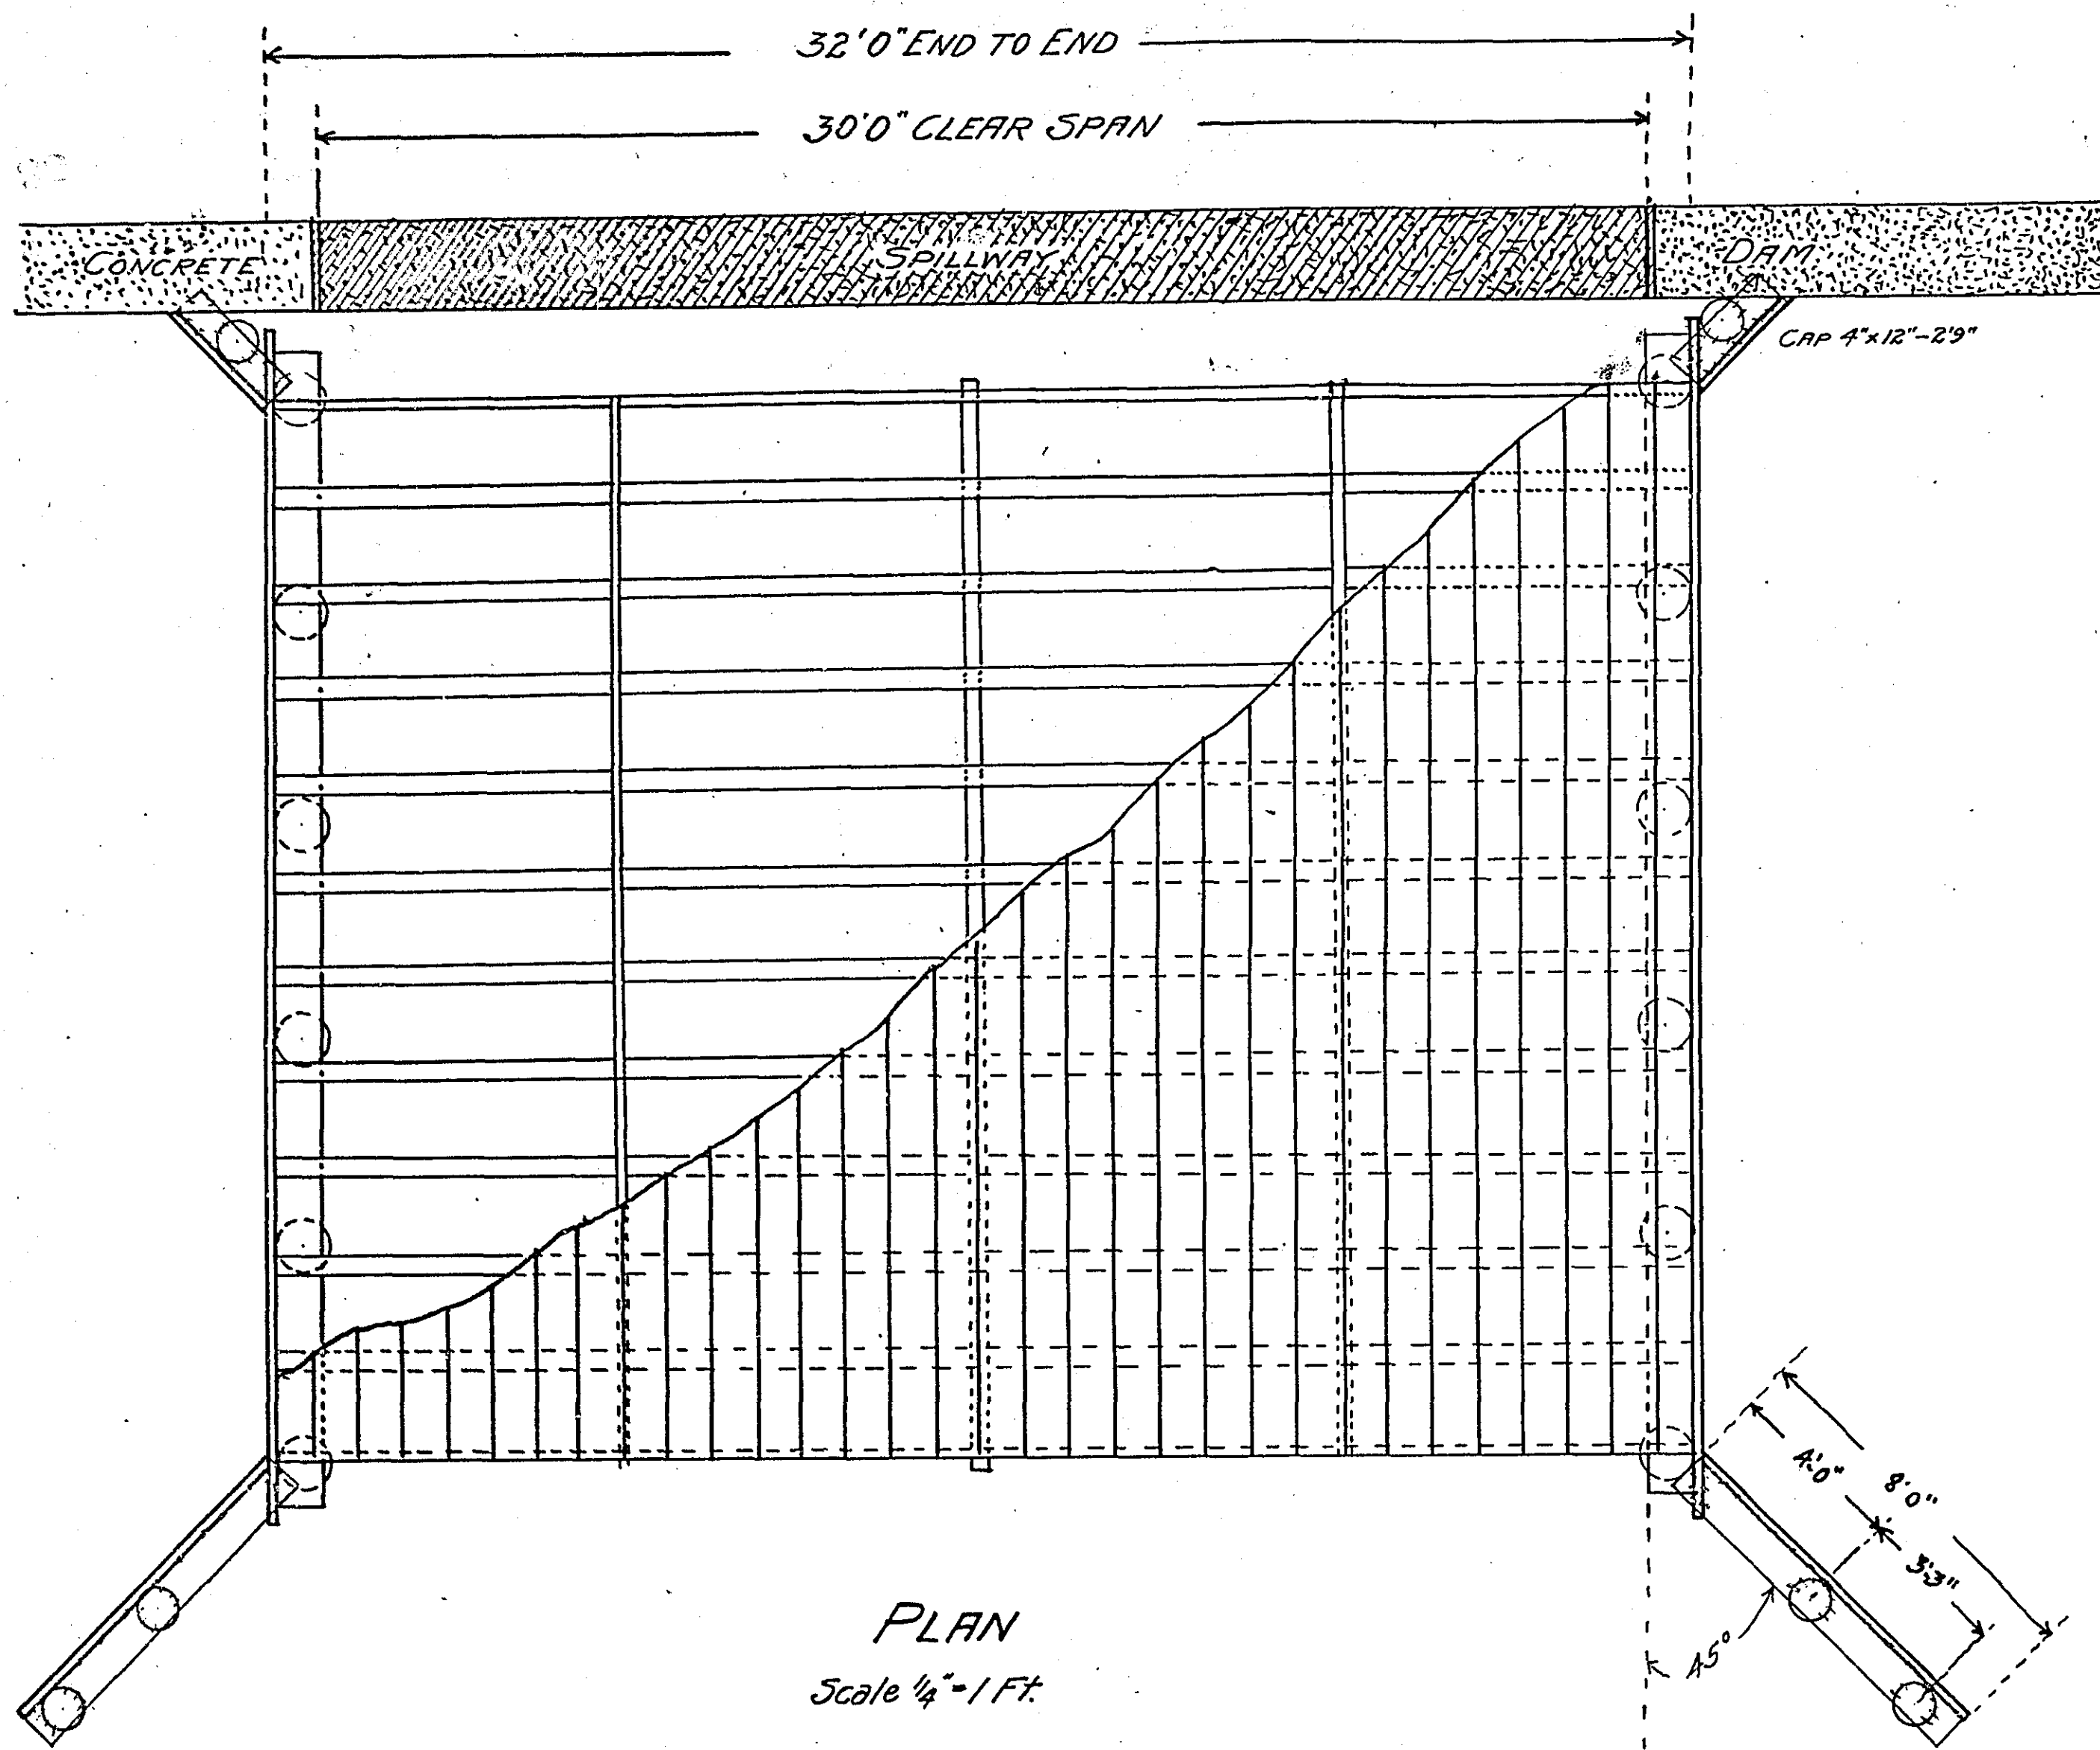 32'0" END TO END
30'0" CLEAR SPAN
CONCRETE
SPILLWAY
DAM
CAP 4"x12"-2'9"
4'0"
8'0"
3'3"
45°
PLAN
Scale 1/4"=1 Ft.